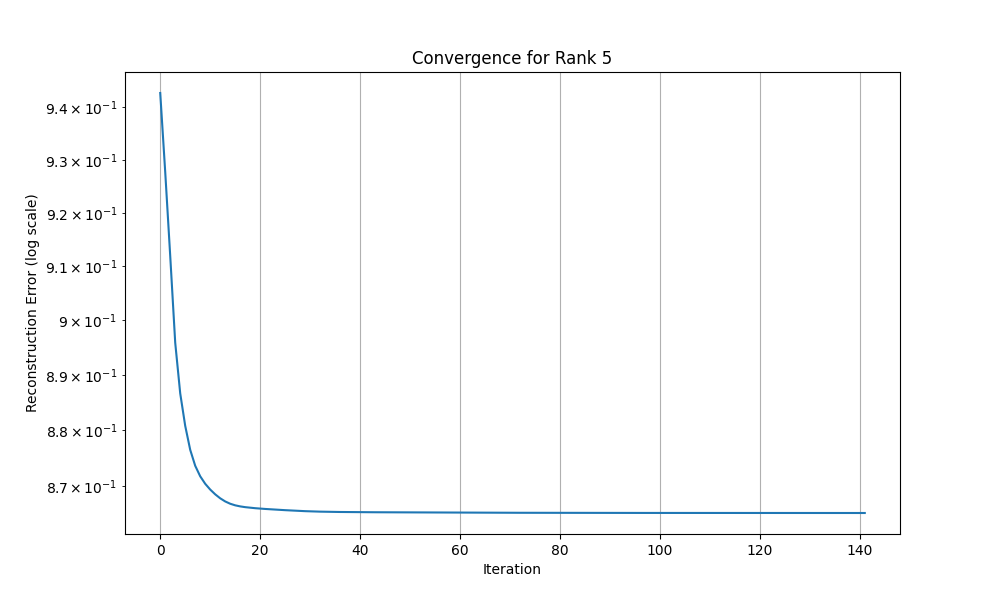 Convergence for Rank 5
Reconstruction Error (log scale)
9.4 × 10⁻¹
9.3 × 10⁻¹
9.2 × 10⁻¹
9.1 × 10⁻¹
9 × 10⁻¹
8.9 × 10⁻¹
8.8 × 10⁻¹
8.7 × 10⁻¹
0 20 40 60 80 100 120 140
Iteration